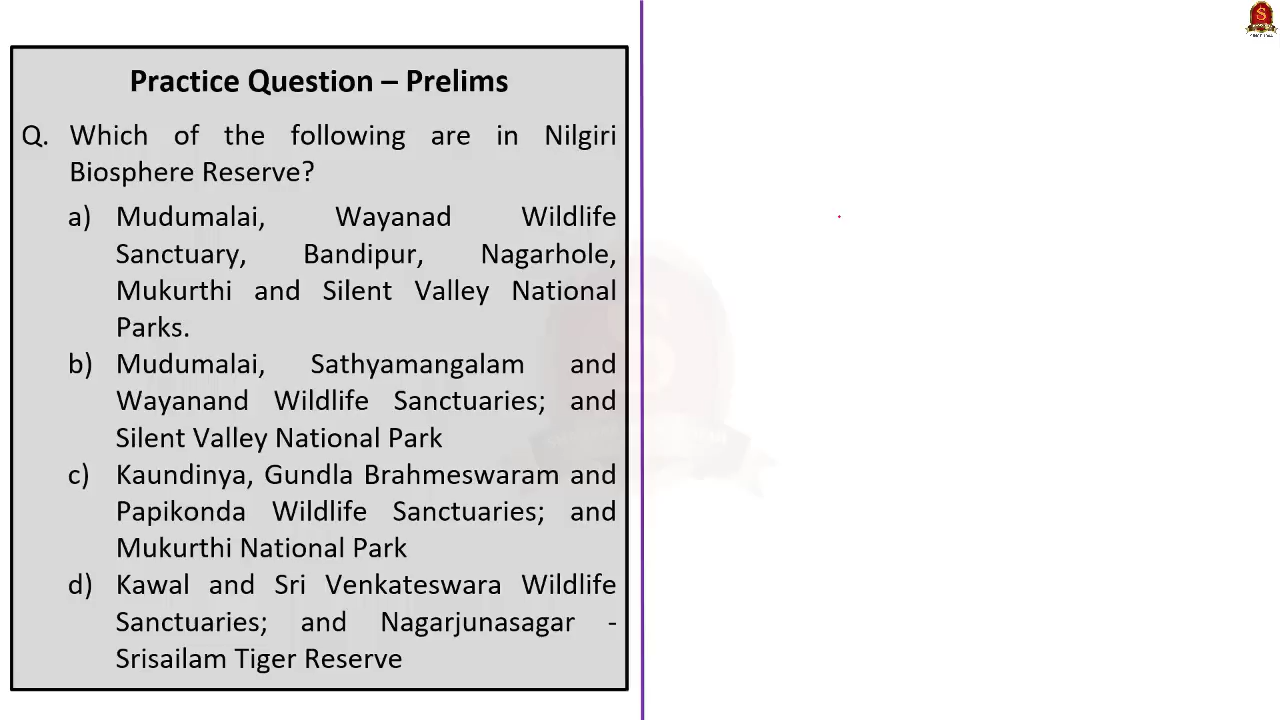 Practice Question – Prelims
Q. Which of the following are in Nilgiri
Biosphere Reserve?
a) Mudumalai, Wayanad Wildlife
Sanctuary, Bandipur, Nagarhole,
Mukurthi and Silent Valley National
Parks.
b) Mudumalai, Sathyamangalam and
Wayanand Wildlife Sanctuaries; and
Silent Valley National Park
c) Kaundinya, Gundla Brahmeswaram and
Papikonda Wildlife Sanctuaries; and
Mukurthi National Park
d) Kawal and Sri Venkateswara Wildlife
Sanctuaries; and Nagarjunasagar -
Srisailam Tiger Reserve
S